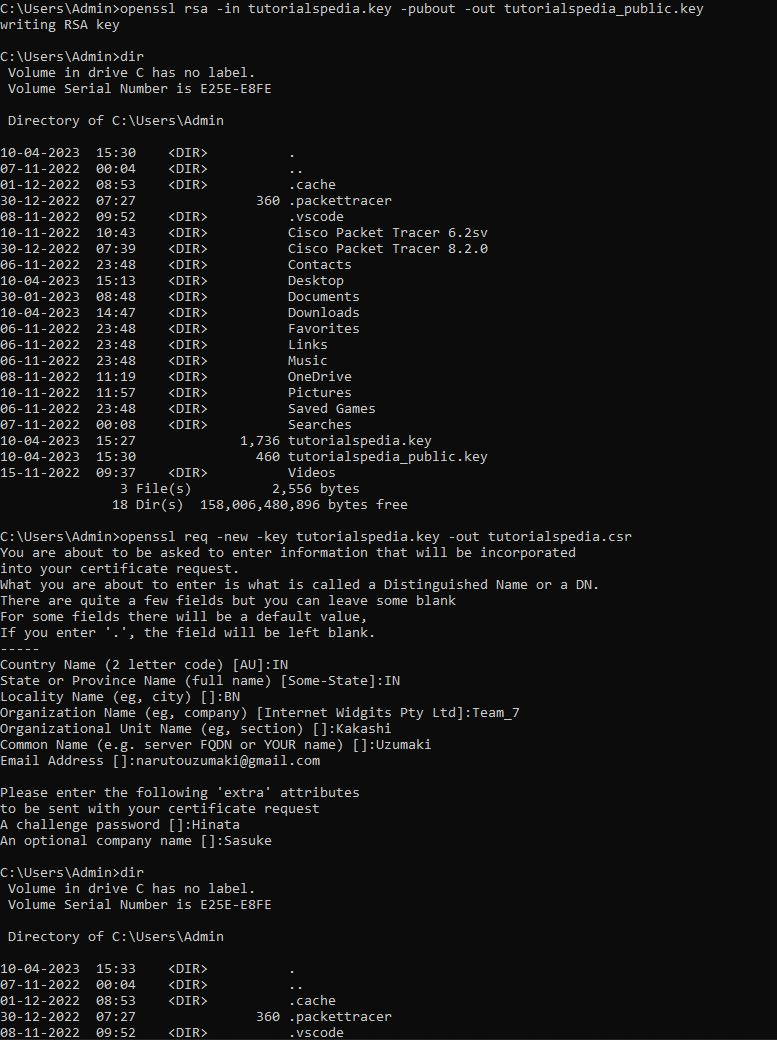 C:\Users\Admin>openssl rsa -in tutorialspedia.key -pubout -out tutorialspedia_public.key
writing RSA key
C:\Users\Admin>dir
Volume in drive C has no label.
Volume Serial Number is E25E-E8FE
Directory of C:\Users\Admin
10-04-2023  15:30    <DIR>          .
07-11-2022  00:04    <DIR>          ..
01-12-2022  08:53    <DIR>          .cache
30-12-2022  07:27               360 .packettracer
08-11-2022  09:52    <DIR>          .vscode
10-11-2022  10:43    <DIR>          Cisco Packet Tracer 6.2sv
30-12-2022  07:39    <DIR>          Cisco Packet Tracer 8.2.0
06-11-2022  23:48    <DIR>          Contacts
10-04-2023  15:13    <DIR>          Desktop
30-01-2023  08:48    <DIR>          Documents
10-04-2023  14:47    <DIR>          Downloads
06-11-2022  23:48    <DIR>          Favorites
06-11-2022  23:48    <DIR>          Links
06-11-2022  23:48    <DIR>          Music
08-11-2022  11:19    <DIR>          OneDrive
10-11-2022  11:57    <DIR>          Pictures
06-11-2022  23:48    <DIR>          Saved Games
07-11-2022  00:08    <DIR>          Searches
10-04-2023  15:27             1,736 tutorialspedia.key
10-04-2023  15:30               460 tutorialspedia_public.key
15-11-2022  09:37    <DIR>          Videos
3 File(s)          2,556 bytes
18 Dir(s)  158,006,480,896 bytes free
C:\Users\Admin>openssl req -new -key tutorialspedia.key -out tutorialspedia.csr
You are about to be asked to enter information that will be incorporated
into your certificate request.
What you are about to enter is what is called a Distinguished Name or a DN.
There are quite a few fields but you can leave some blank
For some fields there will be a default value,
If you enter '.', the field will be left blank.
-----
Country Name (2 letter code) [AU]:IN
State or Province Name (full name) [Some-State]:IN
Locality Name (eg, city) []:BN
Organization Name (eg, company) [Internet Widgits Pty Ltd]:Team_7
Organizational Unit Name (eg, section) []:Kakashi
Common Name (e.g. server FQDN or YOUR name) []:Uzumaki
Email Address []:narutouzumaki@gmail.com
Please enter the following 'extra' attributes
to be sent with your certificate request
A challenge password []:Hinata
An optional company name []:Sasuke
C:\Users\Admin>dir
Volume in drive C has no label.
Volume Serial Number is E25E-E8FE
Directory of C:\Users\Admin
10-04-2023  15:33    <DIR>          .
07-11-2022  00:04    <DIR>          ..
01-12-2022  08:53    <DIR>          .cache
30-12-2022  07:27               360 .packettracer
08-11-2022  09:52    <DIR>          .vscode